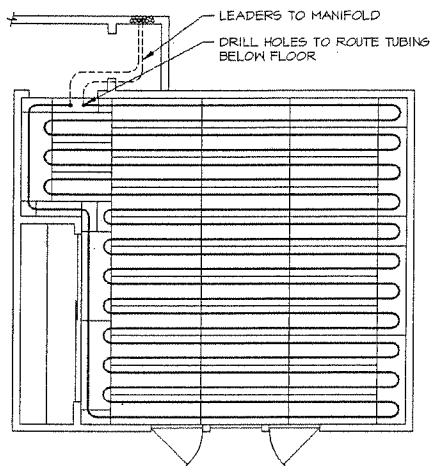 LEADERS TO MANIFOLD
DRILL HOLES TO ROUTE TUBING
BELOW FLOOR